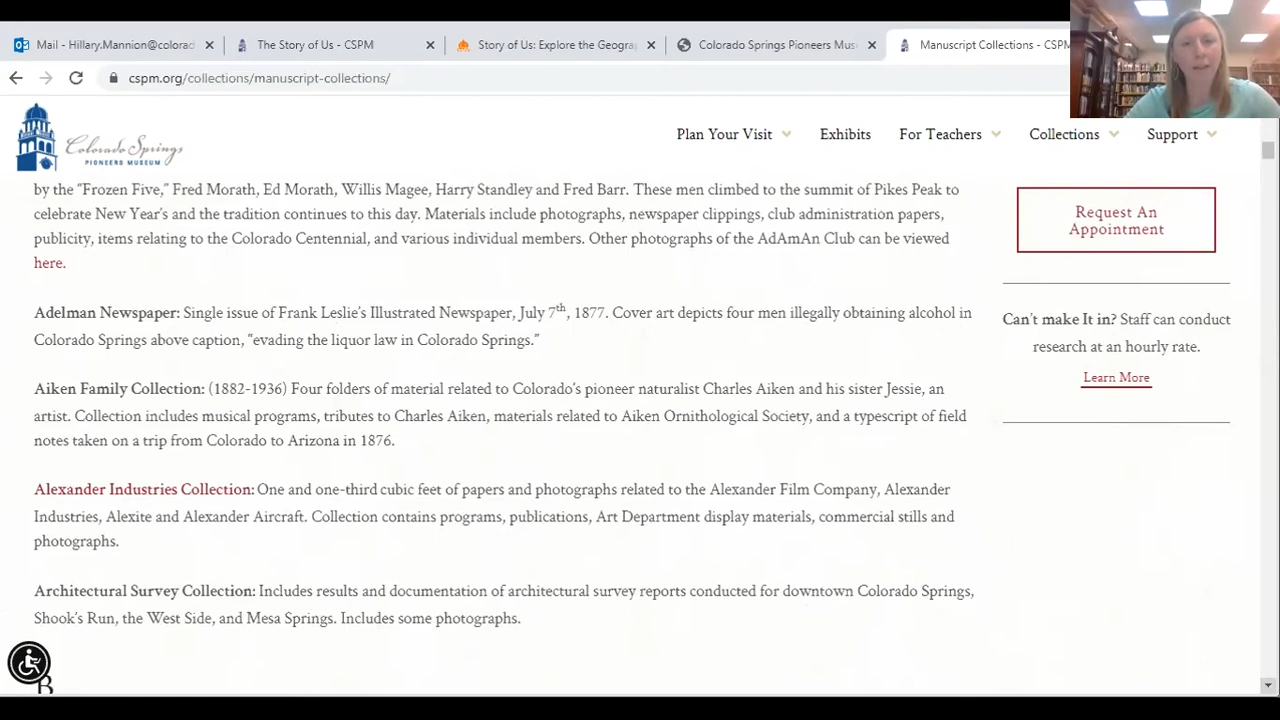 Mail - Hillary.Mannion@colorad
The Story of Us - CSPM
Story of Us: Explore the Geogra
Colorado Springs Pioneers Mus
Manuscript Collections - CSPM
cspm.org/collections/manuscript-collections/
Colorado Springs
PIONEERS MUSEUM
Plan Your Visit
Exhibits
For Teachers
Collections
Support
by the “Frozen Five,” Fred Morath, Ed Morath, Willis Magee, Harry Standley and Fred Barr. These men climbed to the summit of Pikes Peak to
celebrate New Year’s and the tradition continues to this day. Materials include photographs, newspaper clippings, club administration papers,
publicity, items relating to the Colorado Centennial, and various individual members. Other photographs of the AdAmAn Club can be viewed
here.
Adelman Newspaper: Single issue of Frank Leslie’s Illustrated Newspaper, July 7th, 1877. Cover art depicts four men illegally obtaining alcohol in
Colorado Springs above caption, “evading the liquor law in Colorado Springs.”
Aiken Family Collection: (1882-1936) Four folders of material related to Colorado’s pioneer naturalist Charles Aiken and his sister Jessie, an
artist. Collection includes musical programs, tributes to Charles Aiken, materials related to Aiken Ornithological Society, and a typescript of field
notes taken on a trip from Colorado to Arizona in 1876.
Alexander Industries Collection: One and one-third cubic feet of papers and photographs related to the Alexander Film Company, Alexander
Industries, Alexite and Alexander Aircraft. Collection contains programs, publications, Art Department display materials, commercial stills and
photographs.
Architectural Survey Collection: Includes results and documentation of architectural survey reports conducted for downtown Colorado Springs,
Shook’s Run, the West Side, and Mesa Springs. Includes some photographs.
B
Request An
Appointment
Can’t make It in? Staff can conduct
research at an hourly rate.
Learn More